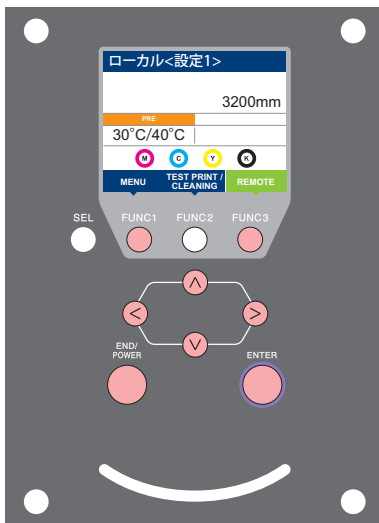 ローカル<設定1>
3200mm
PRE
30°C/40°C
M C Y K
MENU
TEST PRINT /
CLEANING
REMOTE
SEL
FUNC1 FUNC2 FUNC3
END/
POWER
ENTER